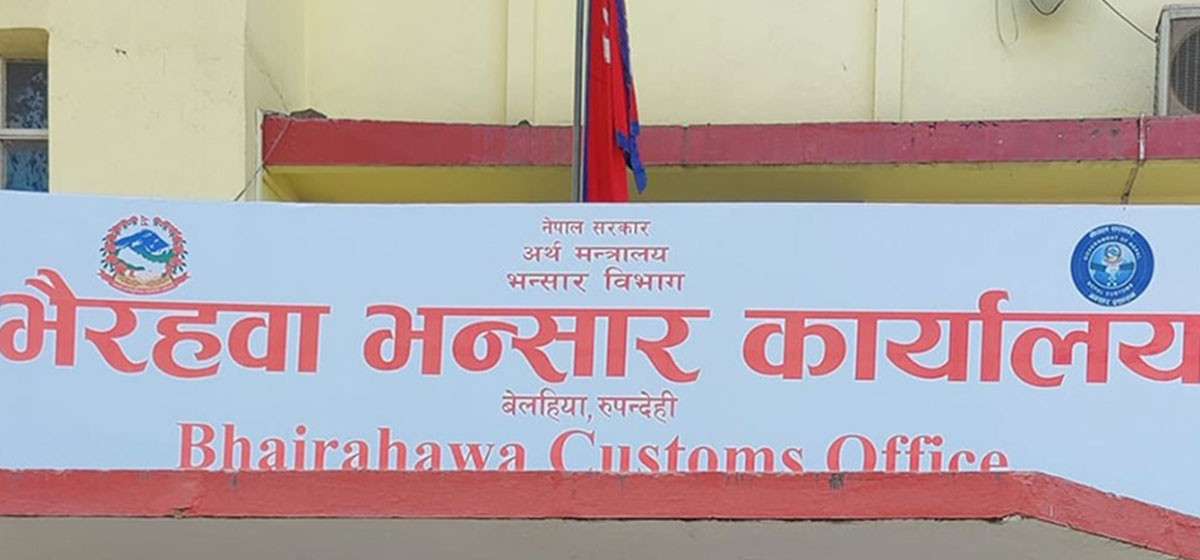 नेपाल सरकार
अर्थ मन्त्रालय
भन्सार विभाग
भैरहवा भन्सार कार्यालय
बेलहिया, रुपन्देही
Bhairahawa Customs Office